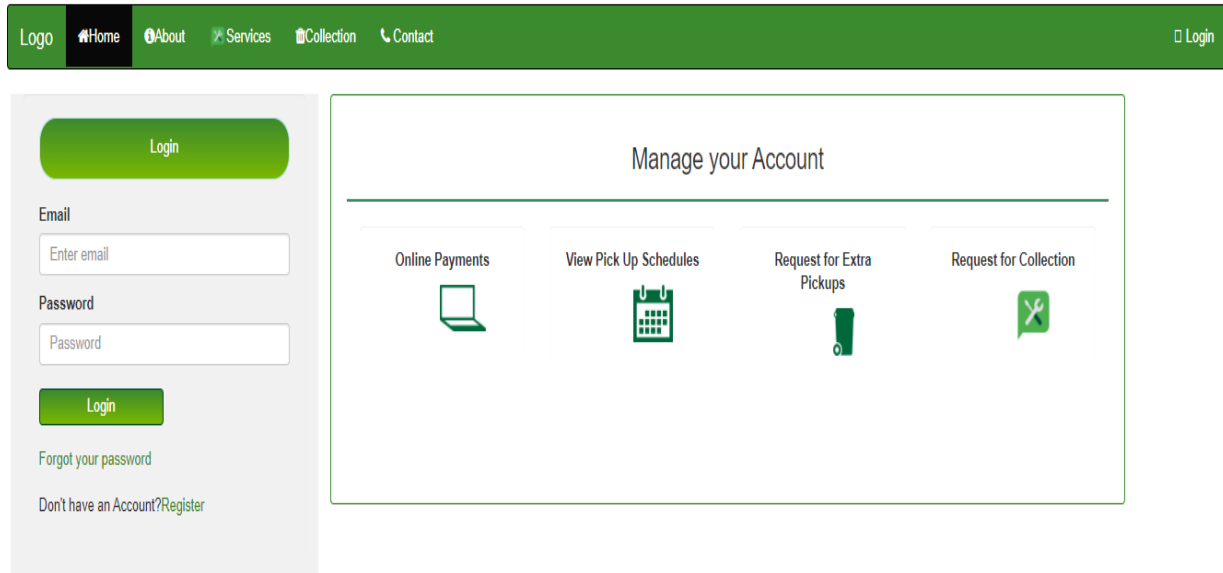 Logo Home About Services Collection Contact Login
Login
Email
Enter email
Password
Password
Login
Forgot your password
Don't have an Account?Register
Manage your Account
Online Payments
View Pick Up Schedules
Request for Extra
Pickups
Request for Collection